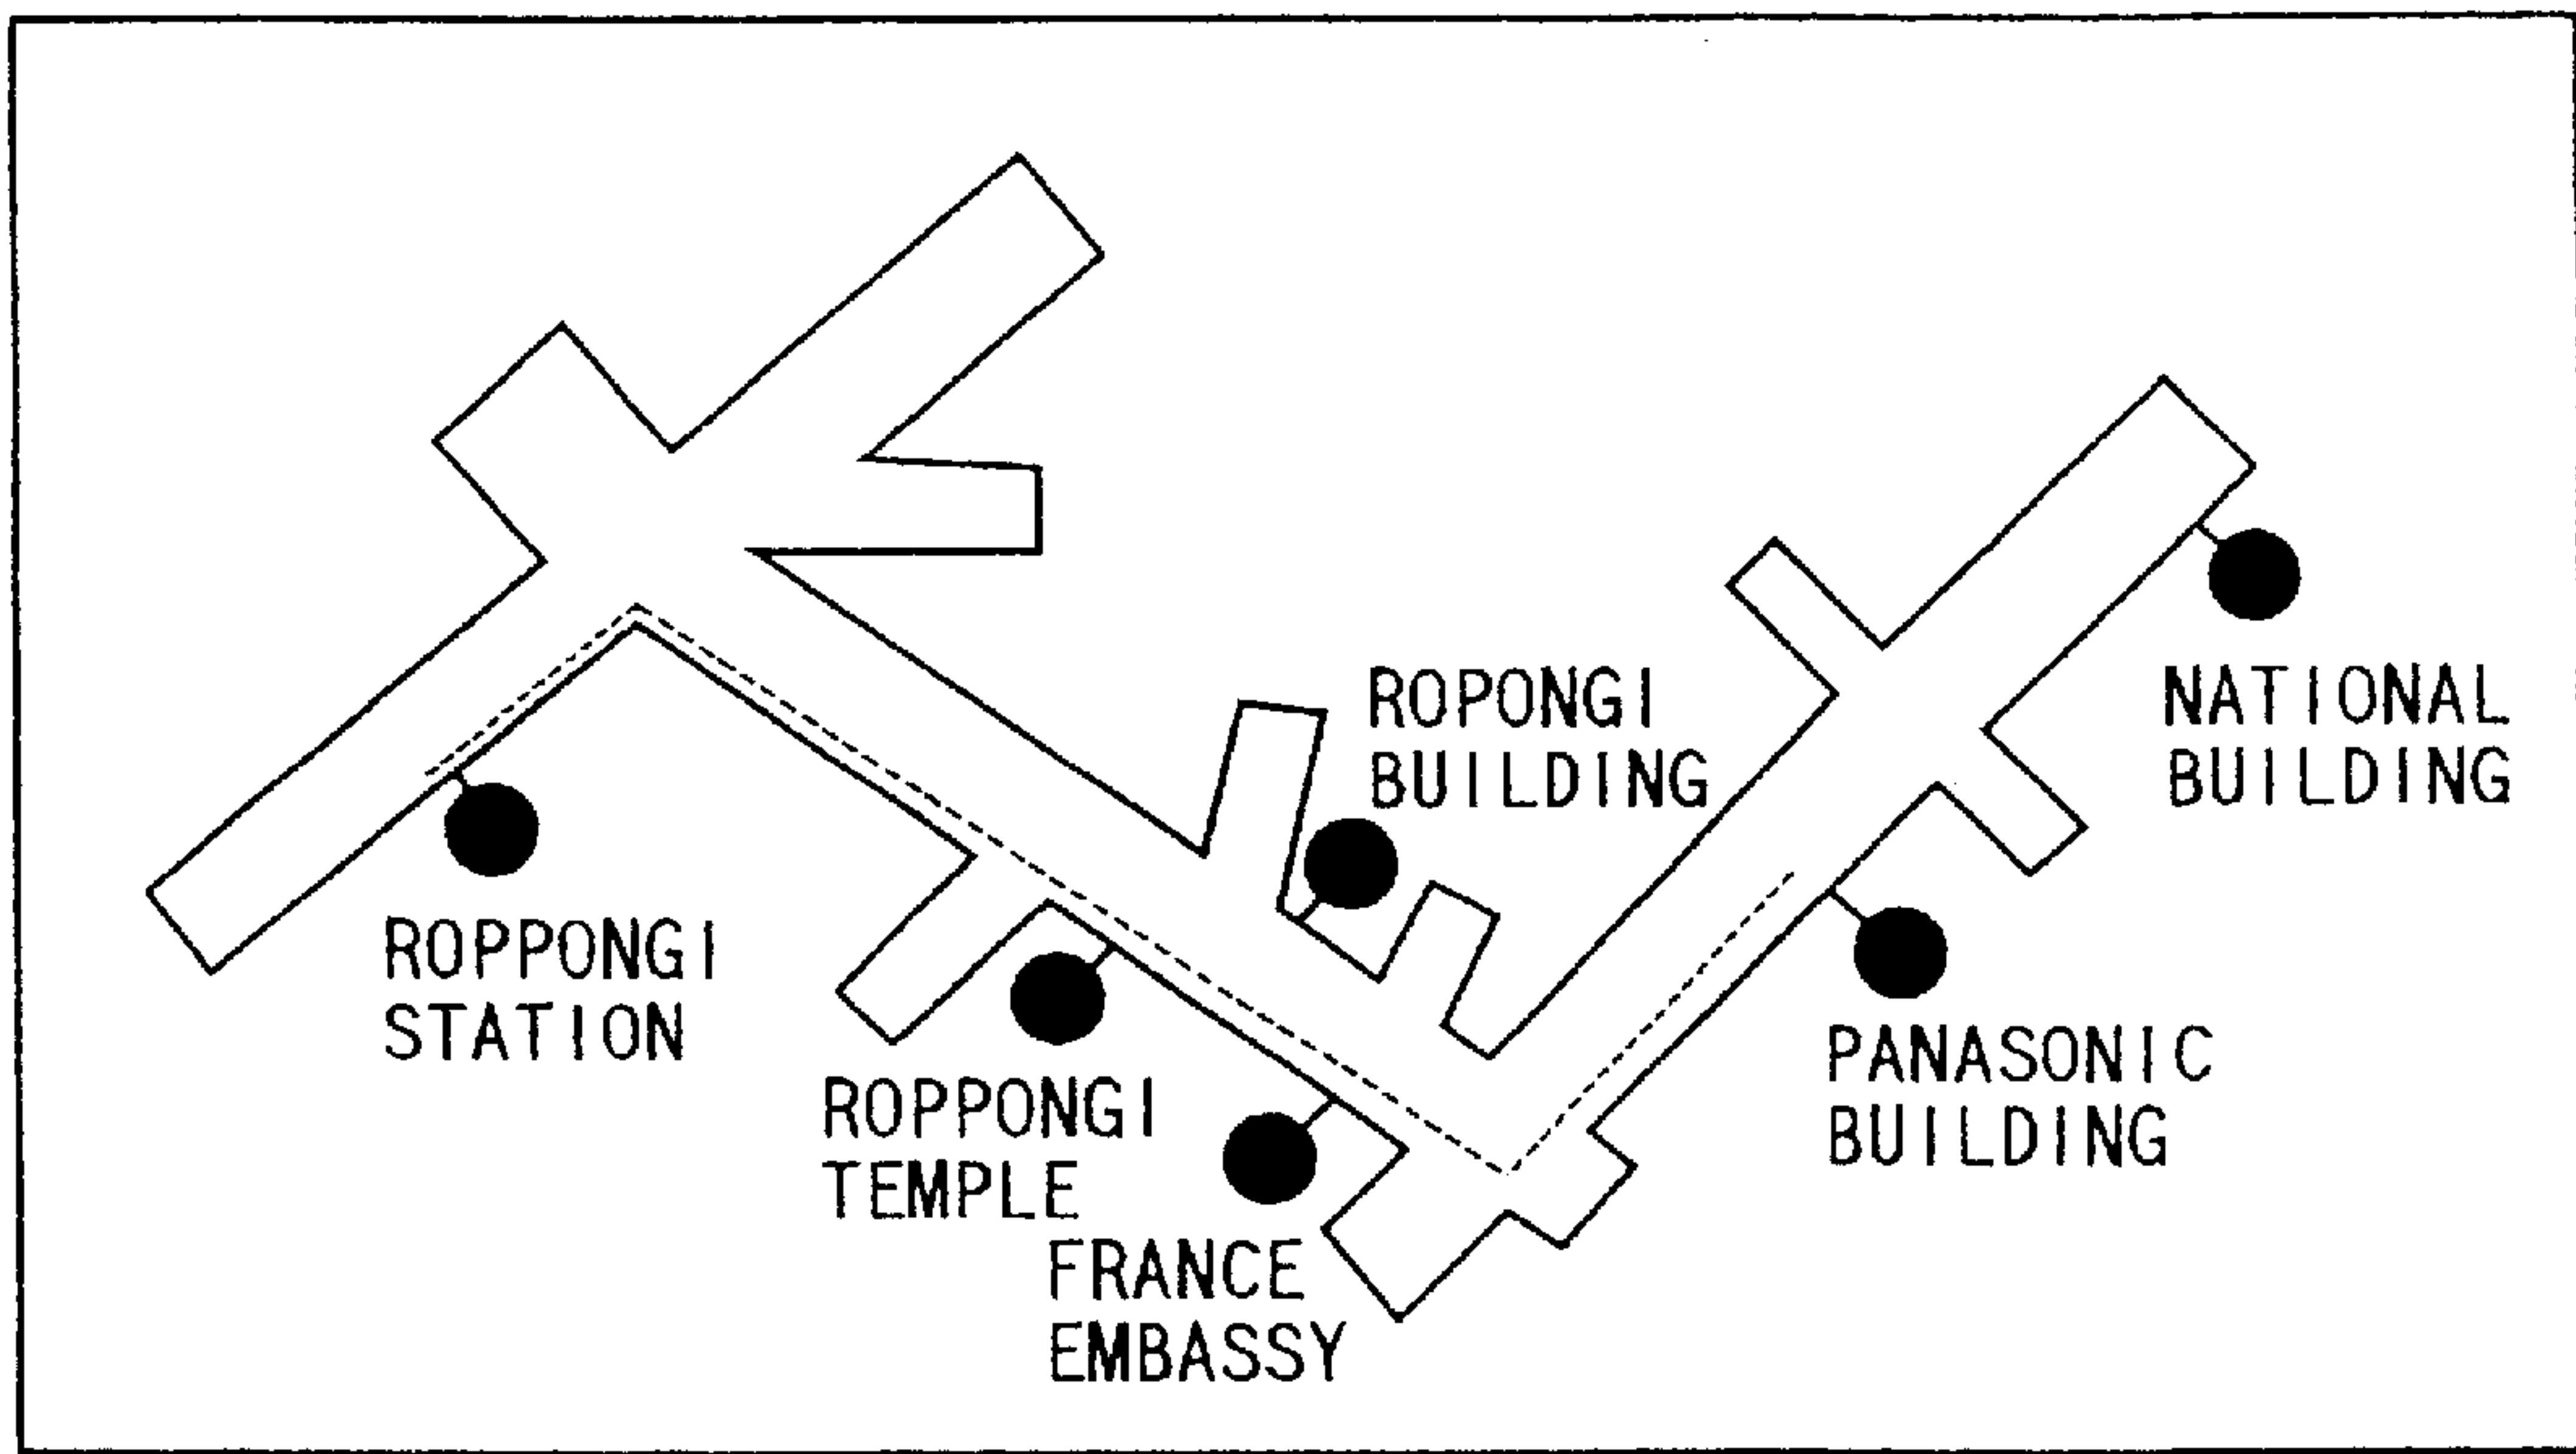 ROPONGI
BUILDING
NATIONAL
BUILDING
ROPPONGI
STATION
PANASONIC
BUILDING
ROPPONGI
TEMPLE
FRANCE
EMBASSY